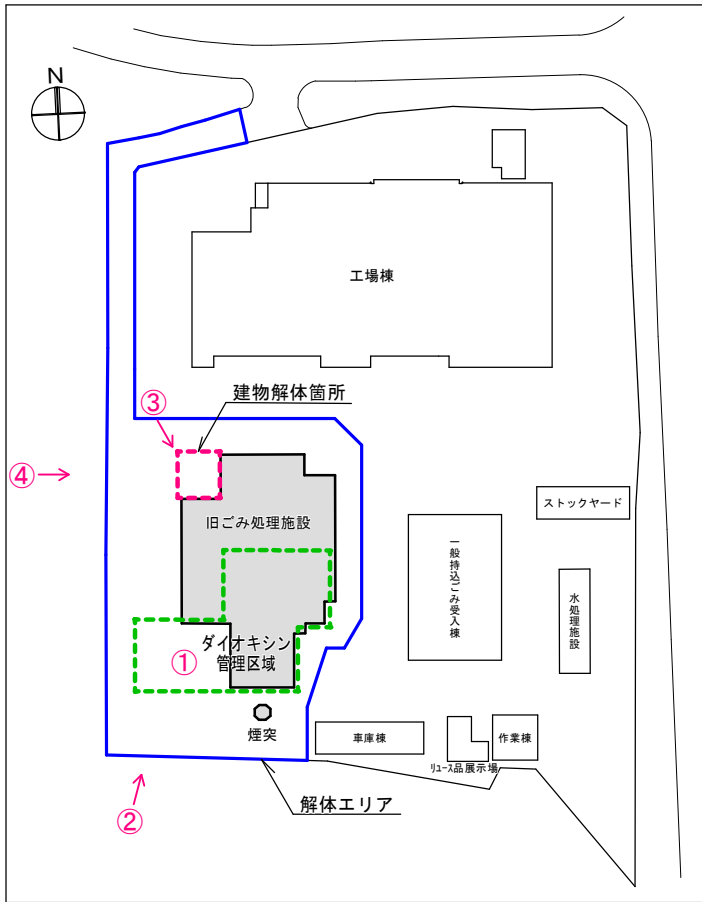 N
工場棟
建物解体箇所
③
④
ストックヤード
旧ごみ処理施設
一般持込ごみ受入棟
水処理施設
ダイオキシン
管理区域
①
煙突
車庫棟
作業棟
リユース品展示場
解体エリア
②